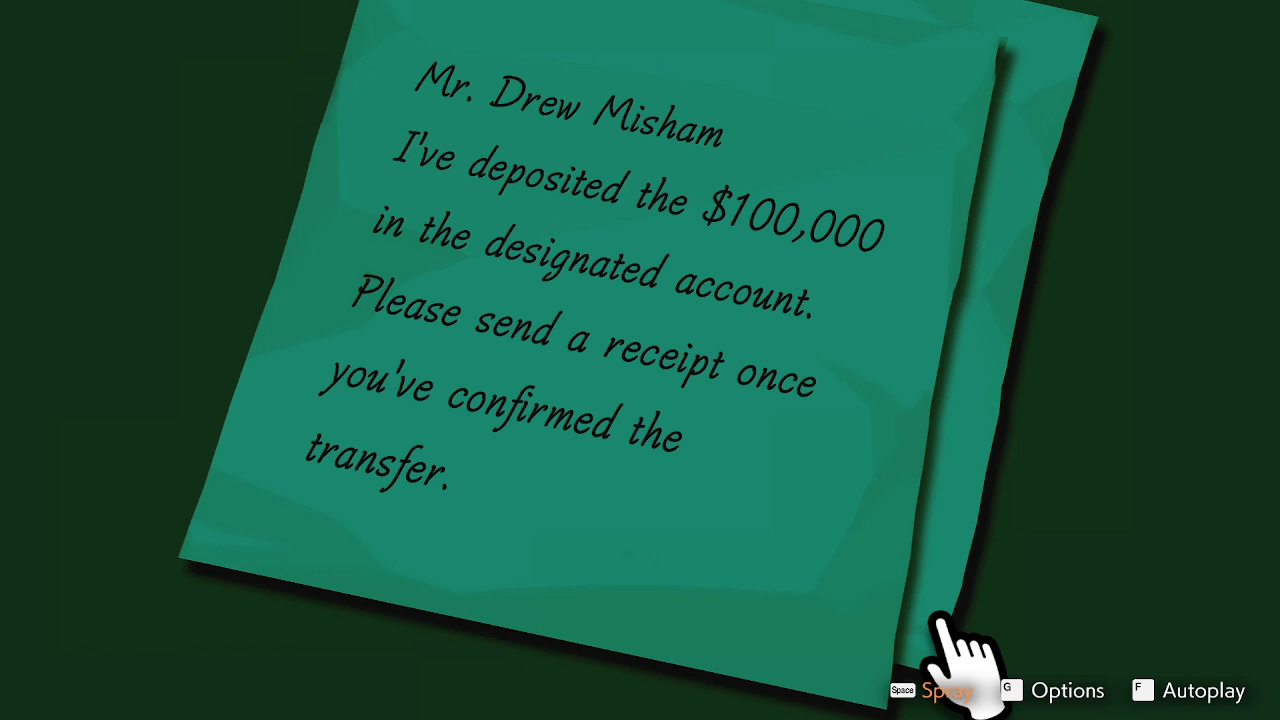 Mr. Drew Misham
I've deposited the $100,000
in the designated account.
Please send a receipt once
you've confirmed the
transfer.
Space Spray G Options F Autoplay